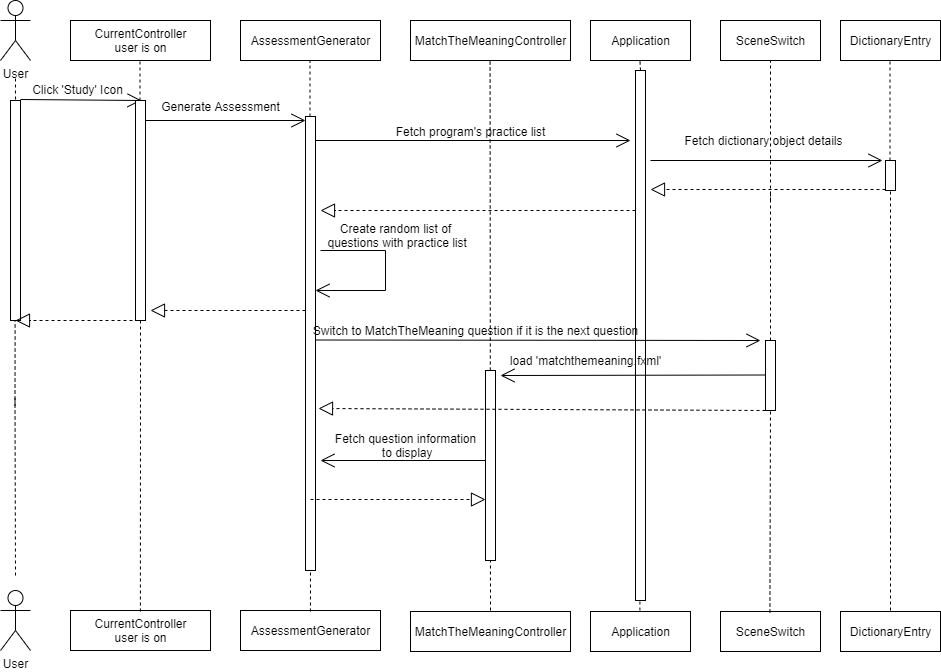 CurrentController
user is on
AssessmentGenerator
MatchTheMeaningController
Application
SceneSwitch
DictionaryEntry
User
Click 'Study' Icon
Generate Assessment
Fetch program's practice list
Fetch dictionary object details
Create random list of
questions with practice list
Switch to MatchTheMeaning question if it is the next question
load 'matchthemeaning.fxml'
Fetch question information
to display
CurrentController
user is on
AssessmentGenerator
MatchTheMeaningController
Application
SceneSwitch
DictionaryEntry
User